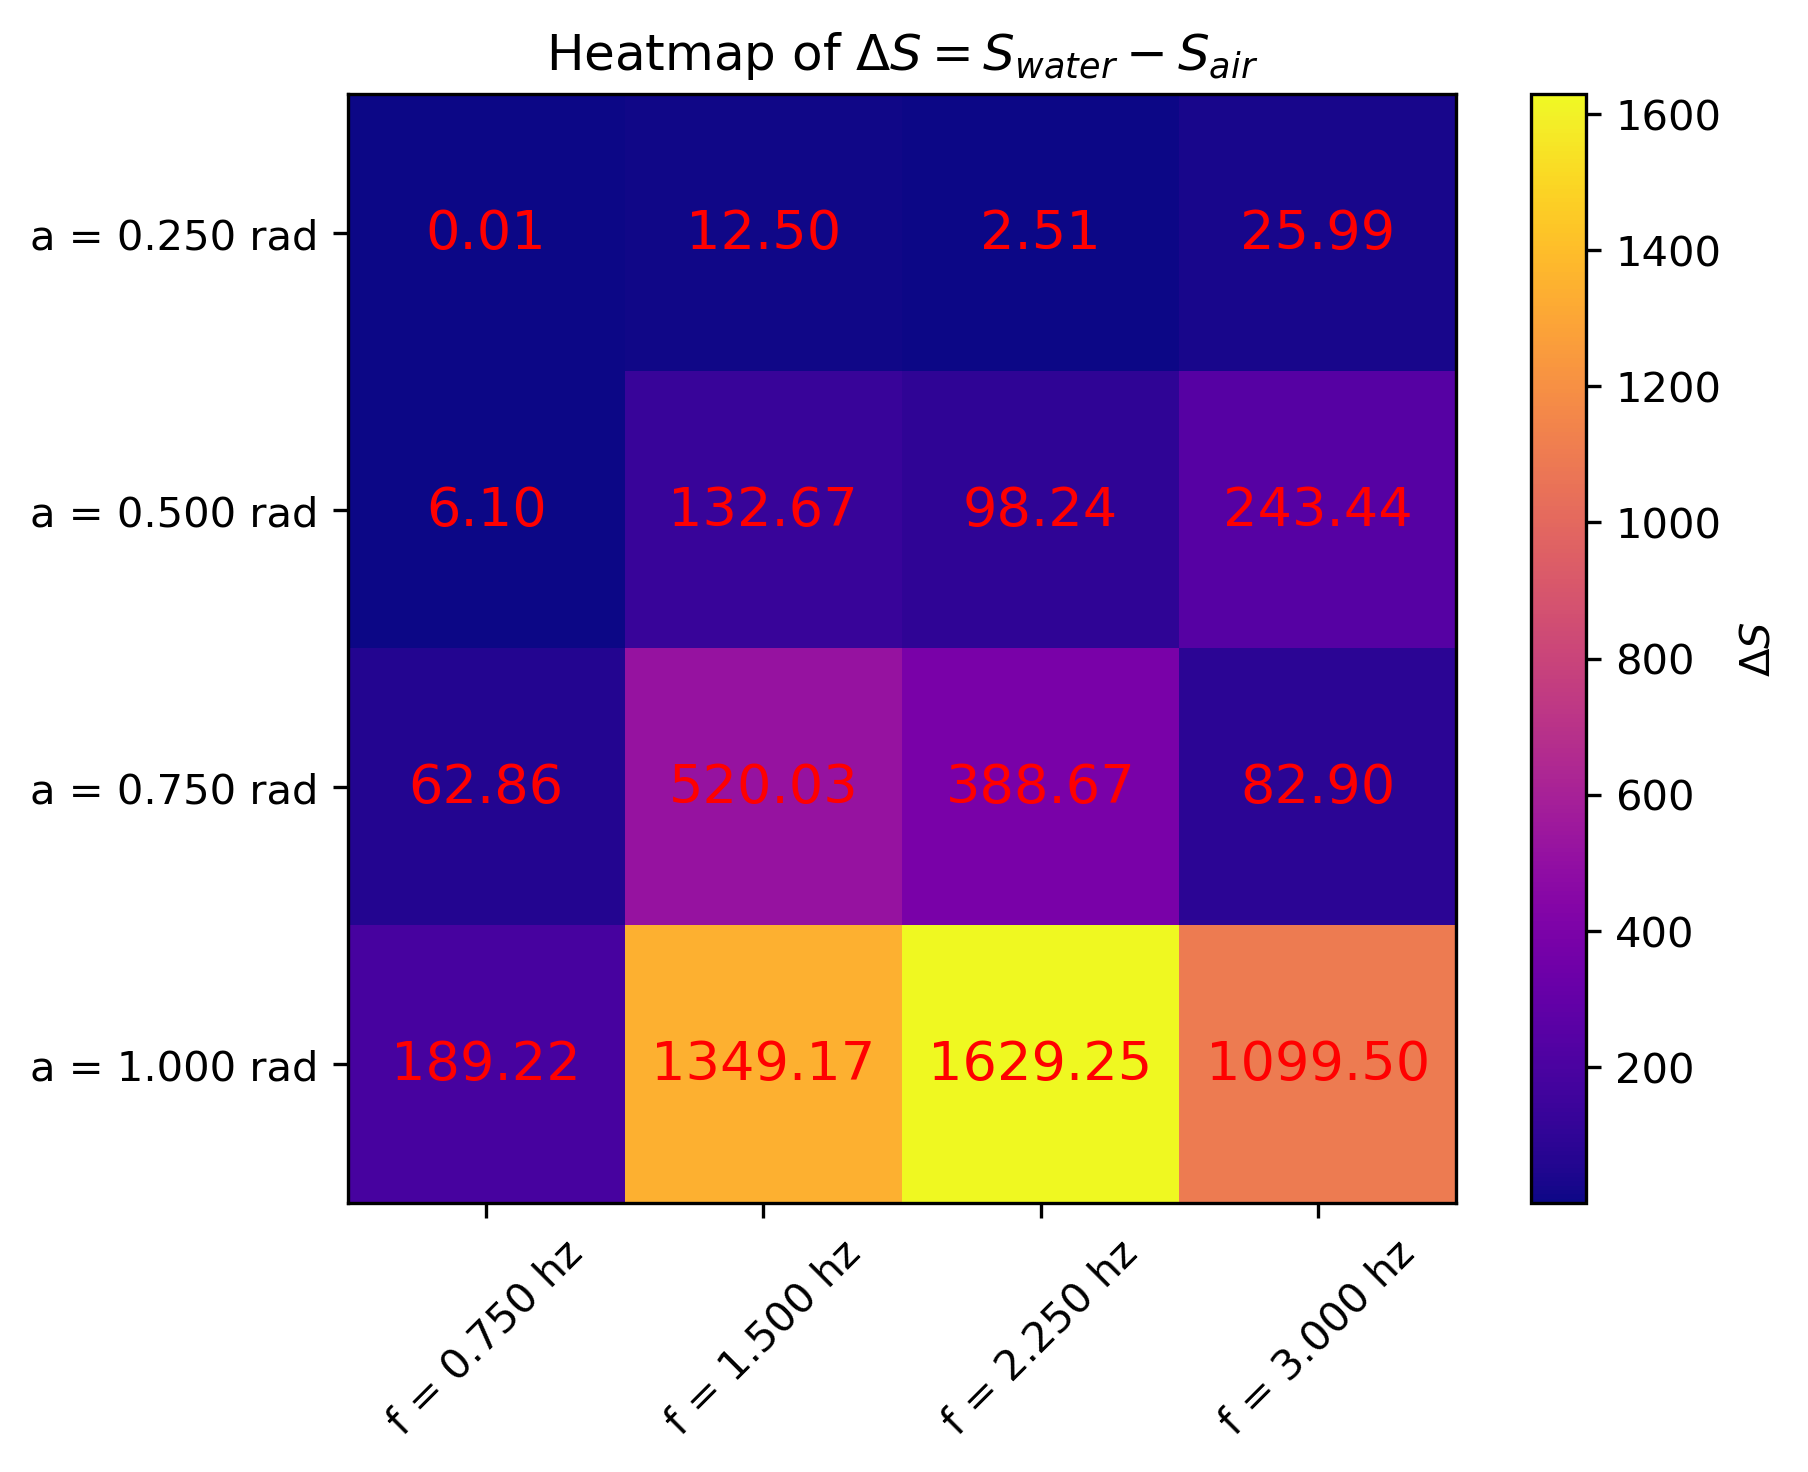 Heatmap of ΔS = S_water − S_air
a = 0.250 rad
0.01 12.50 2.51 25.99
a = 0.500 rad
6.10 132.67 98.24 243.44
a = 0.750 rad
62.86 520.03 388.67 82.90
a = 1.000 rad
189.22 1349.17 1629.25 1099.50
f = 0.750 hz
f = 1.500 hz
f = 2.250 hz
f = 3.000 hz
1600
1400
1200
1000
800
600
400
200
ΔS